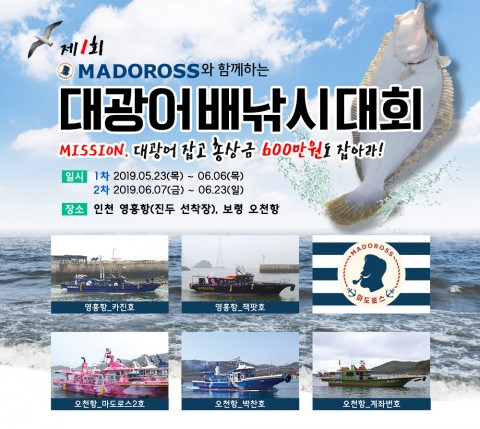 제1회
MADOROSS와 함께하는
대광어배낚시대회
MISSION. 대광어 잡고 총상금 600만원도 잡아라!
일시 1차 2019.05.23(목) ~ 06.06(목)
2차 2019.06.07(금) ~ 06.23(일)
장소 인천 영흥항(진두 선착장), 보령 오천항
MADOROSS
마도로스
영흥항_카진호
영흥항_잭팟호
오천항_마도로스2호
오천항_박찬호
오천항_계좌번호